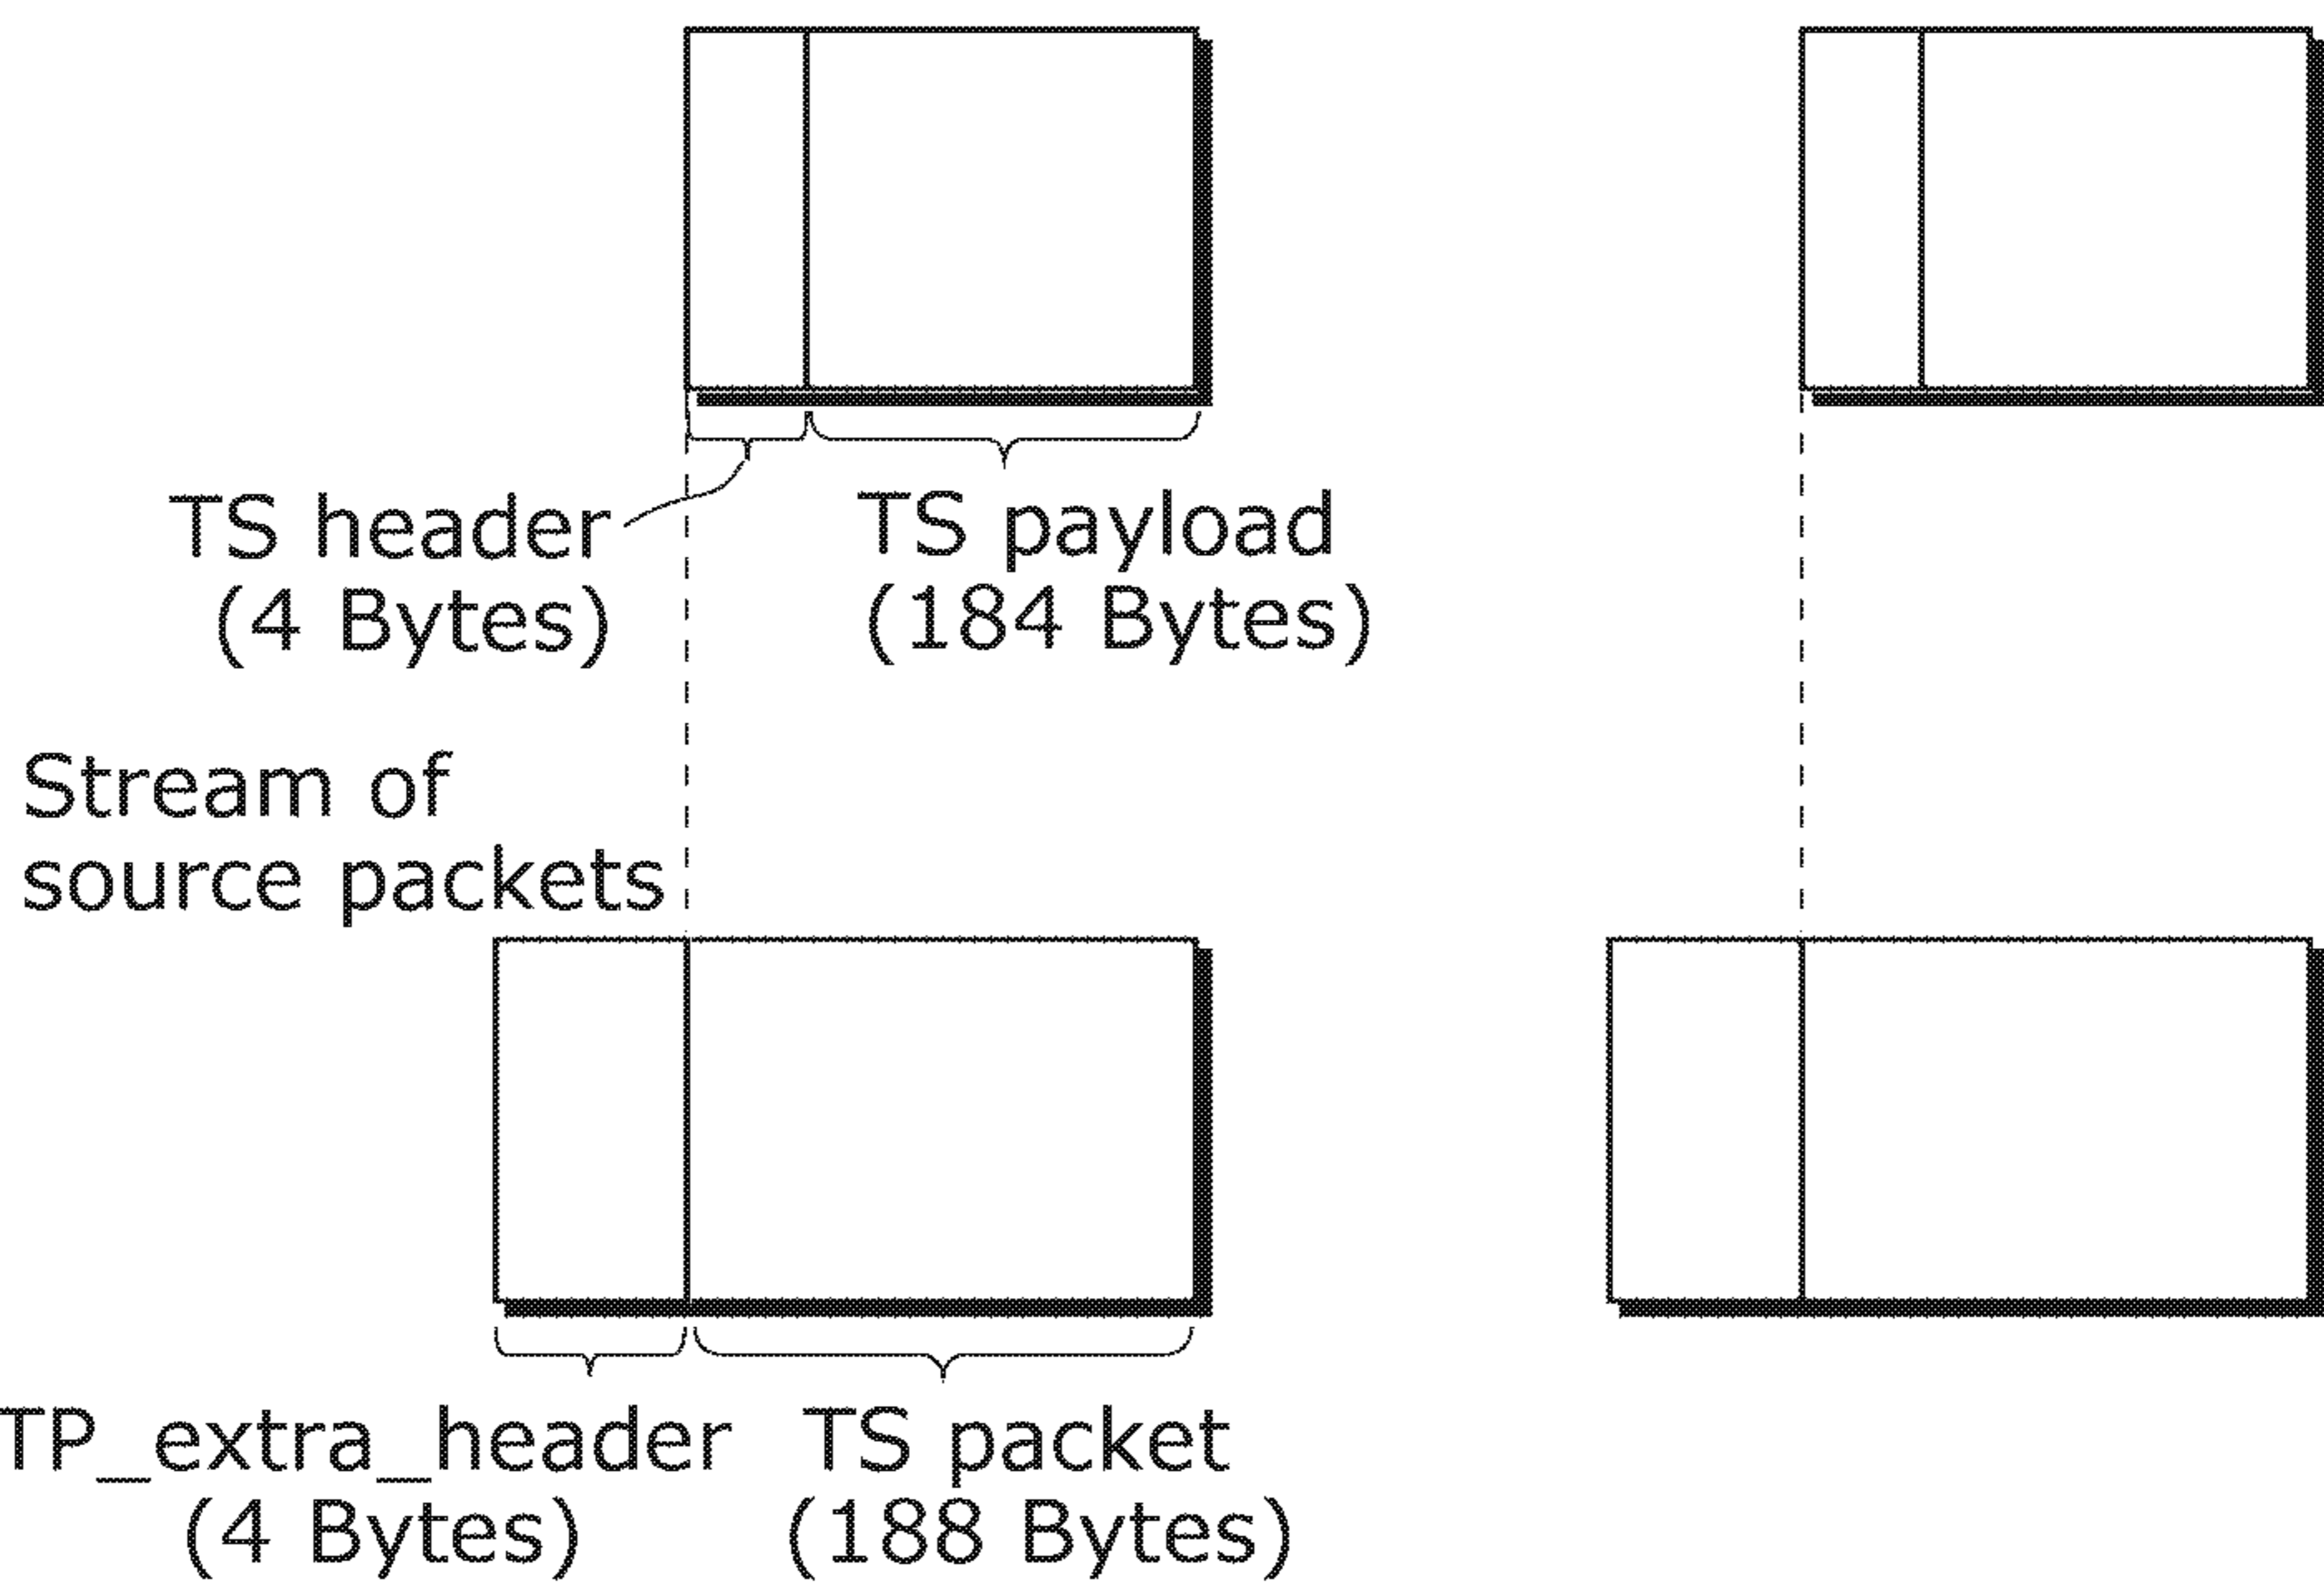 TS header
(4 Bytes)
TS payload
(184 Bytes)
Stream of
source packets
TP_extra_header
(4 Bytes)
TS packet
(188 Bytes)